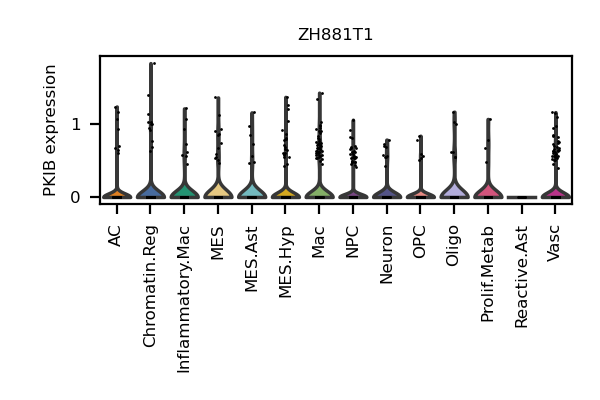 ZH881T1
PKIB expression
1
0
AC
Chromatin.Reg
Inflammatory.Mac
MES
MES.Ast
MES.Hyp
Mac
NPC
Neuron
OPC
Oligo
Prolif.Metab
Reactive.Ast
Vasc